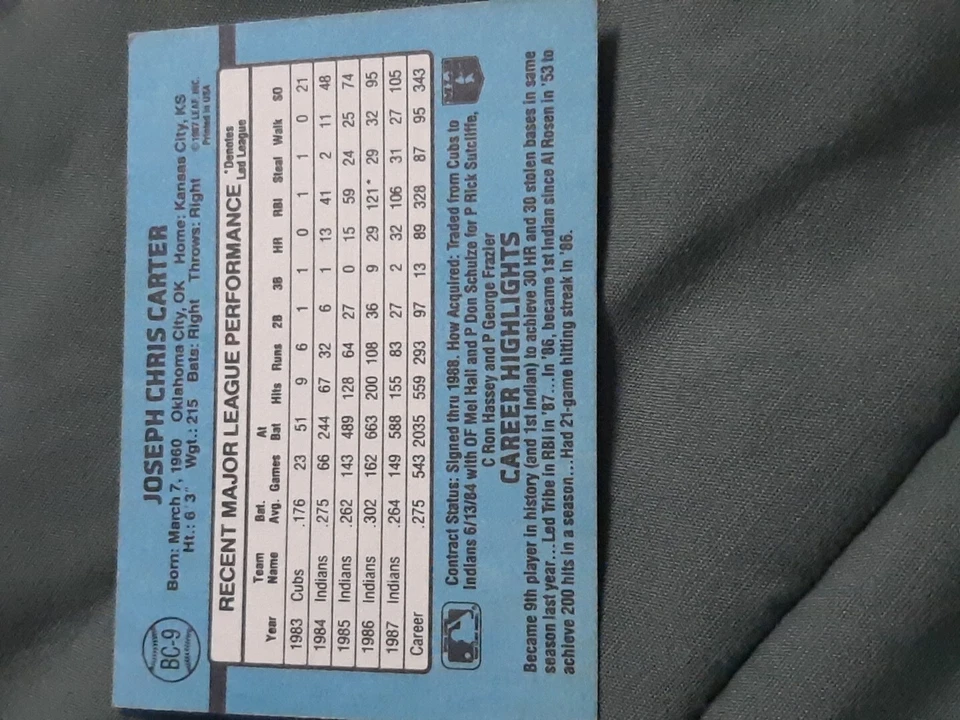 BC-9
JOSEPH CHRIS CARTER
Born: March 7, 1960 Oklahoma City, OK Home: Kansas City, KS
Ht.: 6'3" Wgt.: 215 Bats: Right Throws: Right
©1987 LEAF, INC.
Printed in USA
RECENT MAJOR LEAGUE PERFORMANCE
*Denotes
Led League
Year Team Name Bat. Avg. Games At Bat Hits Runs 2B 3B HR RBI Steal Walk SO
1983 Cubs .176 23 51 9 6 1 1 0 1 1 0 21
1984 Indians .275 66 244 67 32 6 1 13 41 2 11 48
1985 Indians .262 143 489 128 64 27 0 15 59 24 25 74
1986 Indians .302 162 663 200 108 36 9 29 121* 29 32 95
1987 Indians .264 149 588 155 83 27 2 32 106 31 27 105
Career .275 543 2035 559 293 97 13 89 328 87 95 343
Contract Status: Signed thru 1988. How Acquired: Traded from Cubs to
Indians 6/13/84 with OF Mel Hall and P Don Schulze for P Rick Sutcliffe,
C Ron Hassey and P George Frazier
CAREER HIGHLIGHTS
Became 9th player in history (and 1st Indian) to achieve 30 HR and 30 stolen bases in same
season last year...Led Tribe in RBI in '87...In '86, became 1st Indian since Al Rosen in '53 to
achieve 200 hits in a season...Had 21-game hitting streak in '86.